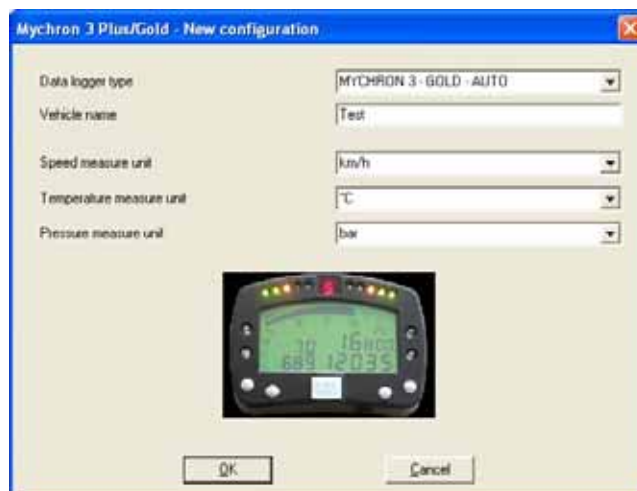 Mychron 3 Plus/Gold - New configuration
Data logger type
MYCHRON 3 - GOLD - AUTO
Vehicle name
Test
Speed measure unit
km/h
Temperature measure unit
°C
Pressure measure unit
bar
OK
Cancel